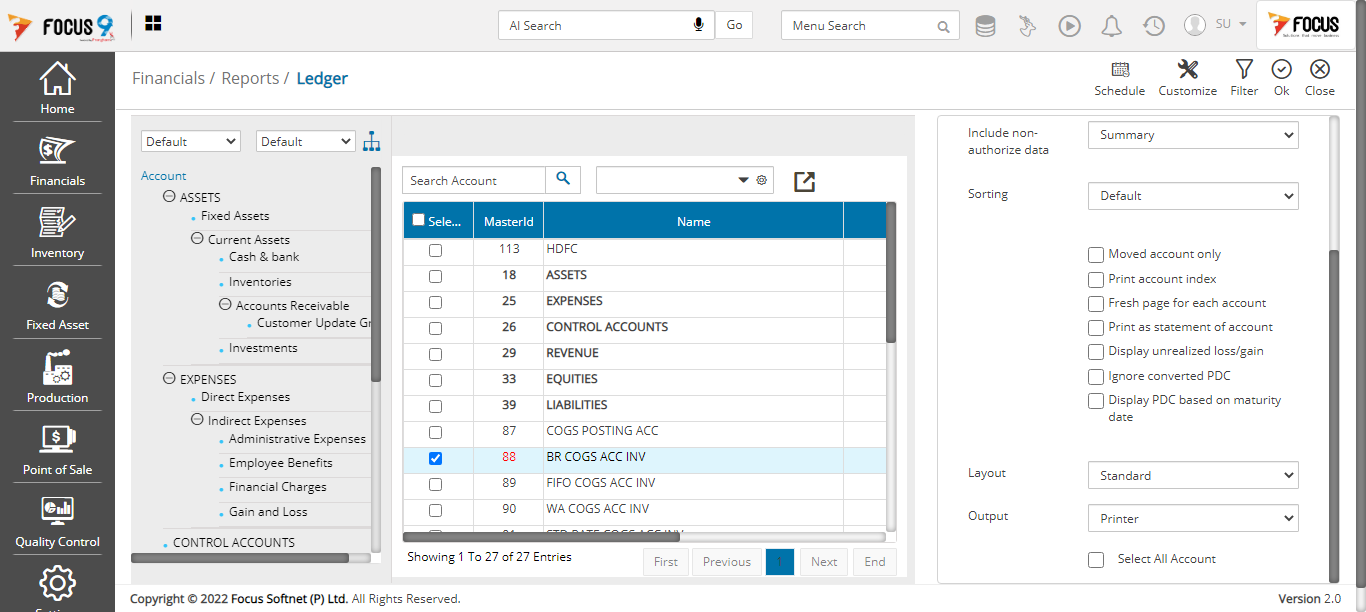 FOCUS 9
AI Search
Go
Menu Search
SU
FOCUS
Home
Financials
Inventory
Fixed Asset
Production
Point of Sale
Quality Control
Financials / Reports / Ledger
Schedule
Customize
Filter
Ok
Close
Default
Default
Account
ASSETS
Fixed Assets
Current Assets
Cash & bank
Inventories
Accounts Receivable
Customer Update Gr
Investments
EXPENSES
Direct Expenses
Indirect Expenses
Administrative Expenses
Employee Benefits
Financial Charges
Gain and Loss
CONTROL ACCOUNTS
Search Account
Sele... MasterId Name
113 HDFC
18 ASSETS
25 EXPENSES
26 CONTROL ACCOUNTS
29 REVENUE
33 EQUITIES
39 LIABILITIES
87 COGS POSTING ACC
88 BR COGS ACC INV
89 FIFO COGS ACC INV
90 WA COGS ACC INV
Showing 1 To 27 of 27 Entries
First Previous 1 Next End
Include non-
authorize data
Summary
Sorting
Default
Moved account only
Print account index
Fresh page for each account
Print as statement of account
Display unrealized loss/gain
Ignore converted PDC
Display PDC based on maturity
date
Layout
Standard
Output
Printer
Select All Account
Copyright © 2022 Focus Softnet (P) Ltd. All Rights Reserved.
Version 2.0